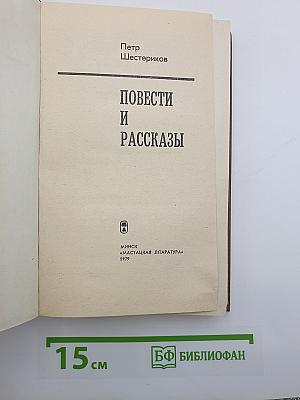 Петр
Шестериков
ПОВЕСТИ
И
РАССКАЗЫ
МИНСК
«МАСТАЦКАЯ ЛІТАРАТУРА»
1979
15 см
БФ БИБЛИОФАН